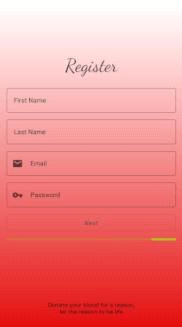 Register
First Name
Last Name
Email
Password
Next
Donate your blood for a reason,
let the reason to be life